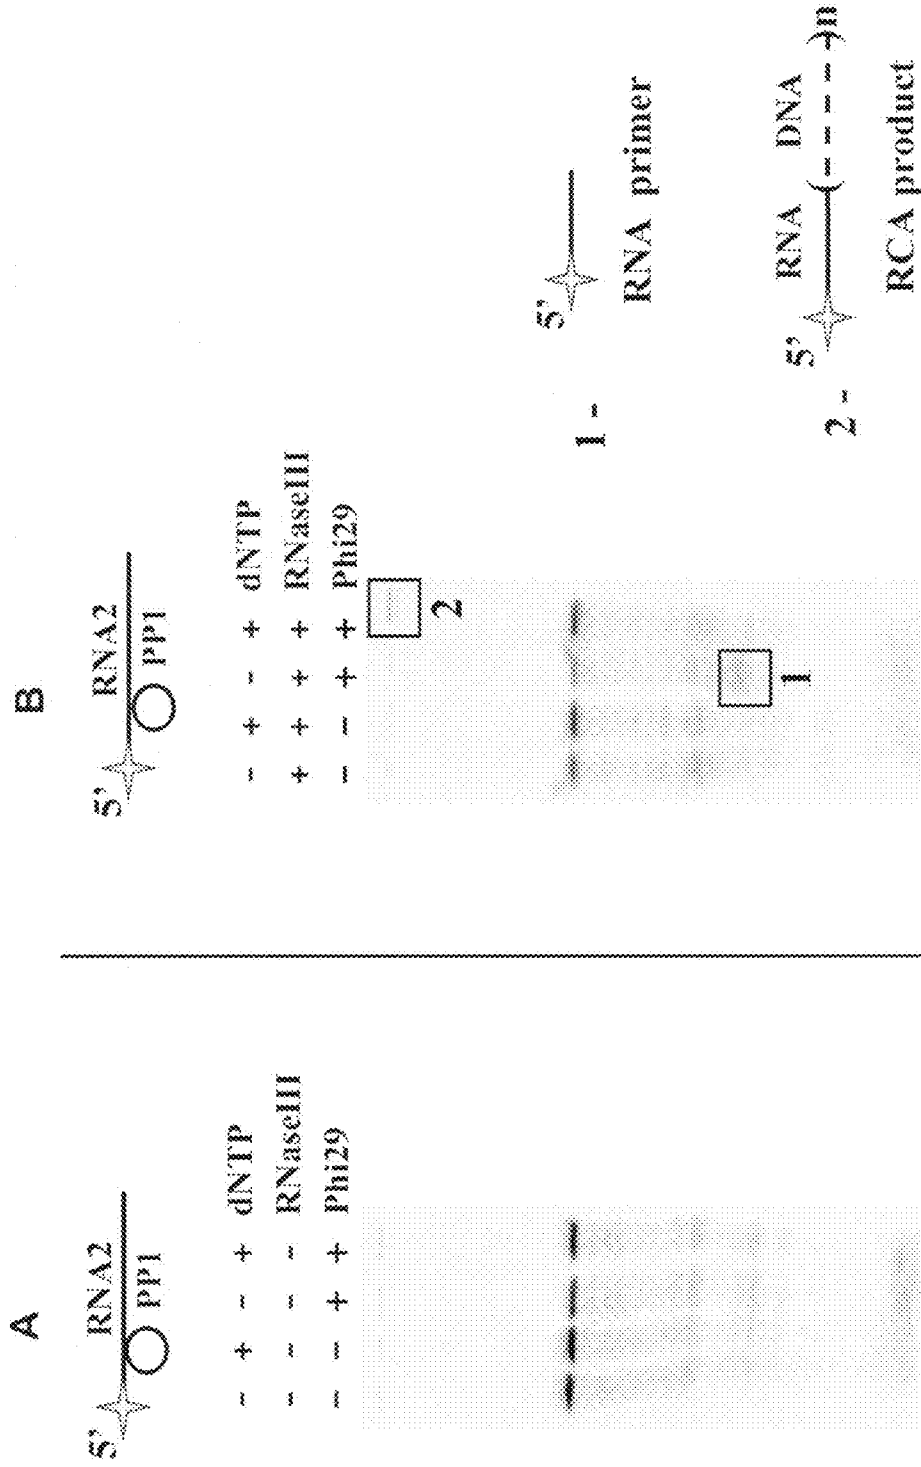 A
5' RNA2
PP1
- + - + dNTP
- - - - RNaseIII
- - + + Phi29
B
5' RNA2
PP1
- + - + dNTP
+ + + + RNaseIII
- - + + Phi29
2
1
1 -
5'
RNA primer
2 -
5' RNA DNA
( )n
RCA product